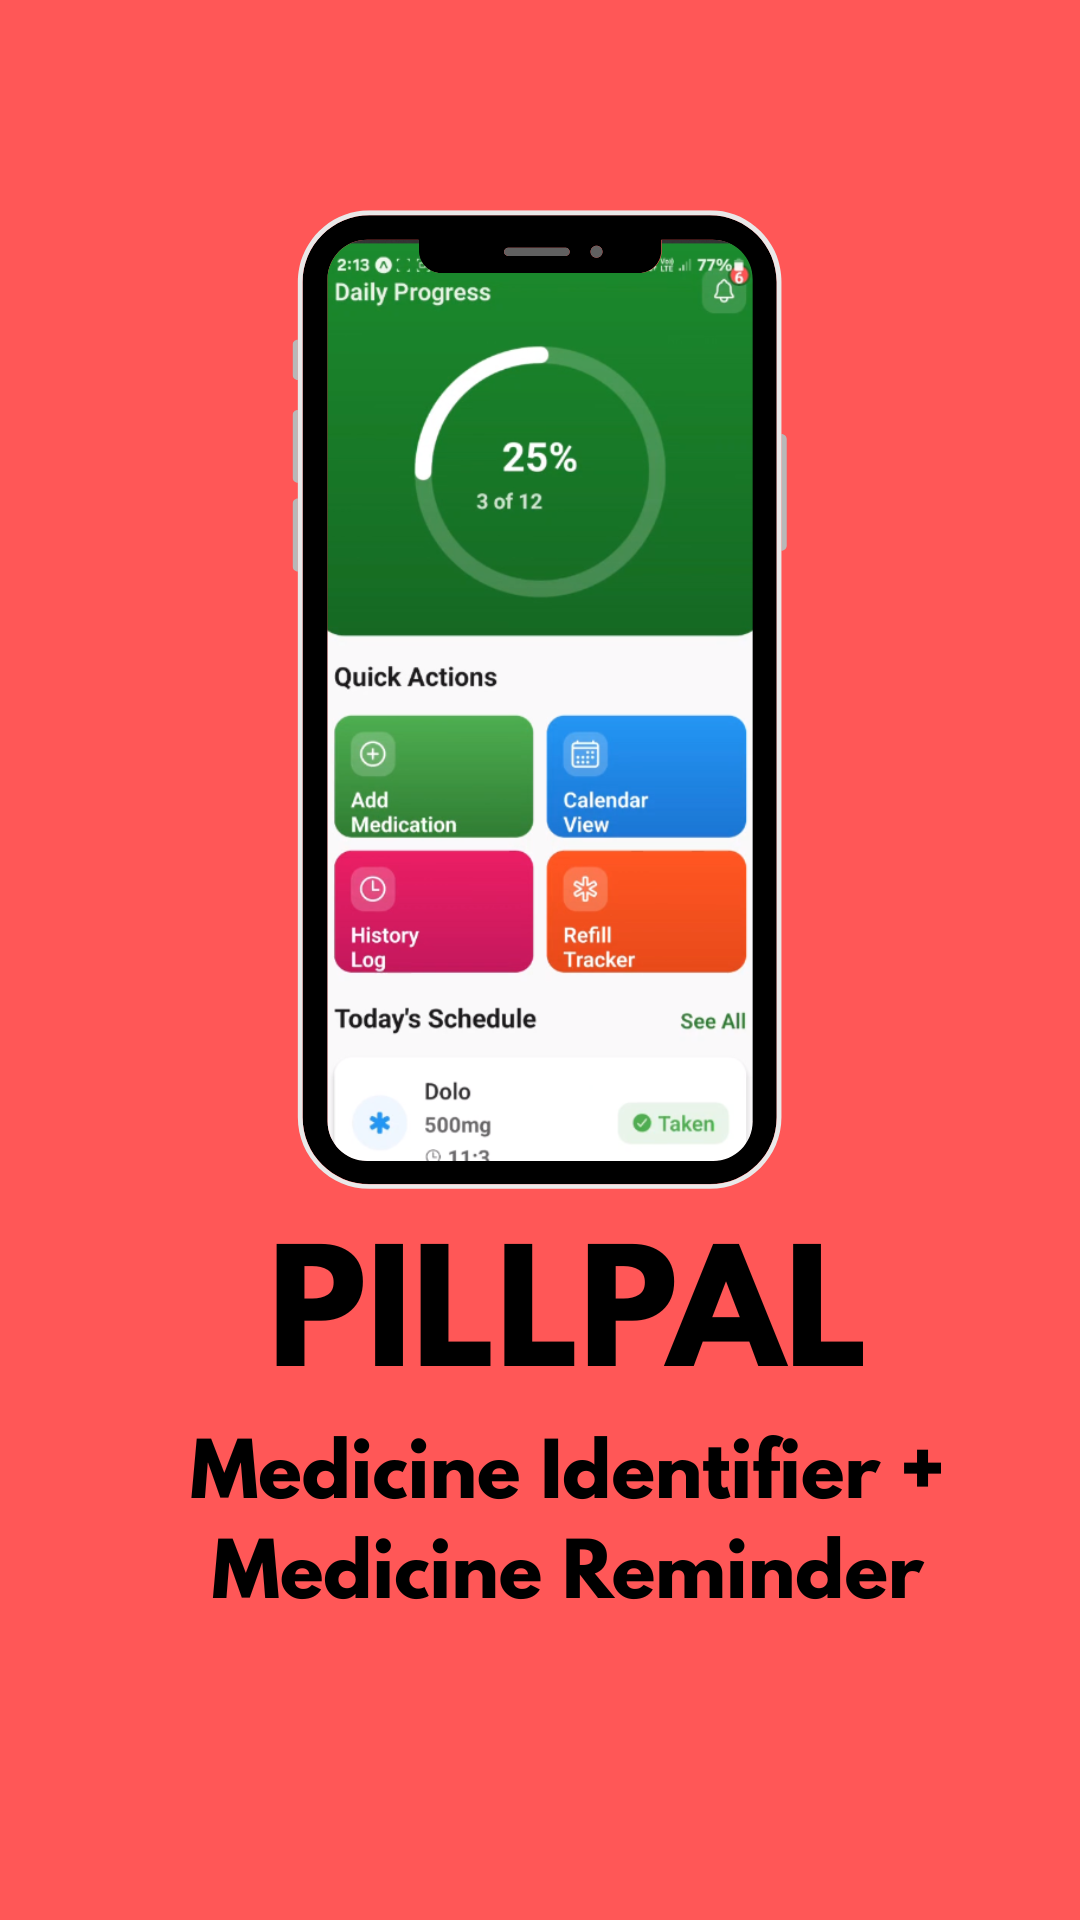 2:13
77%
6
Daily Progress
25%
3 of 12
Quick Actions
Add
Medication
Calendar
View
History
Log
Refill
Tracker
Today's Schedule
See All
Dolo
500mg
Taken
11:3
PILLPAL
Medicine Identifier +
Medicine Reminder